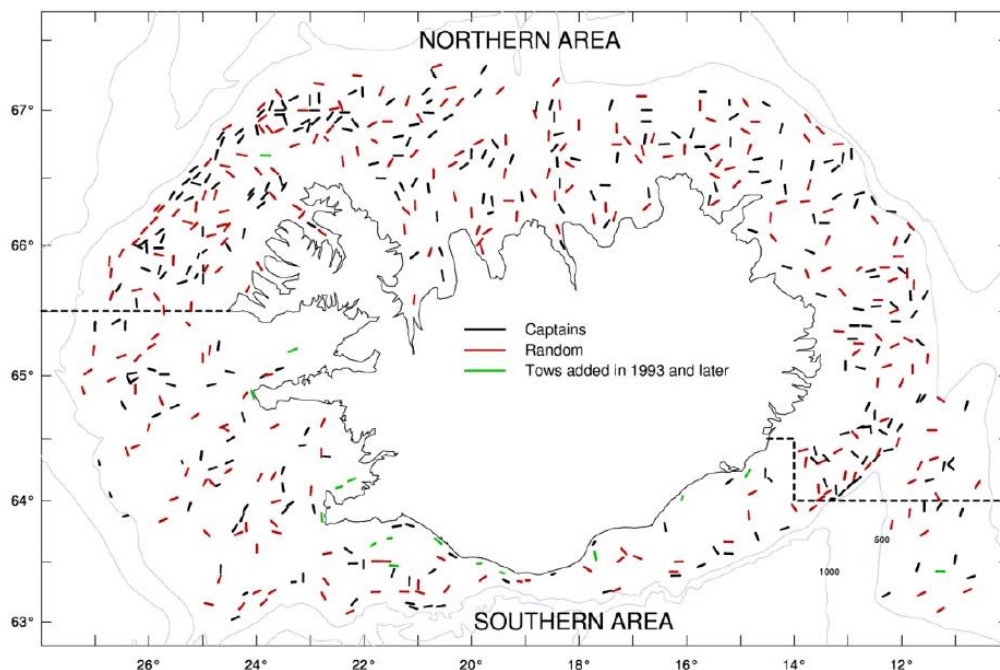 NORTHERN AREA
67°
66°
Captains
Random
65°
Tows added in 1993 and later
64°
500
1000
63°
SOUTHERN AREA
26° 24° 22° 20° 18° 16° 14° 12°